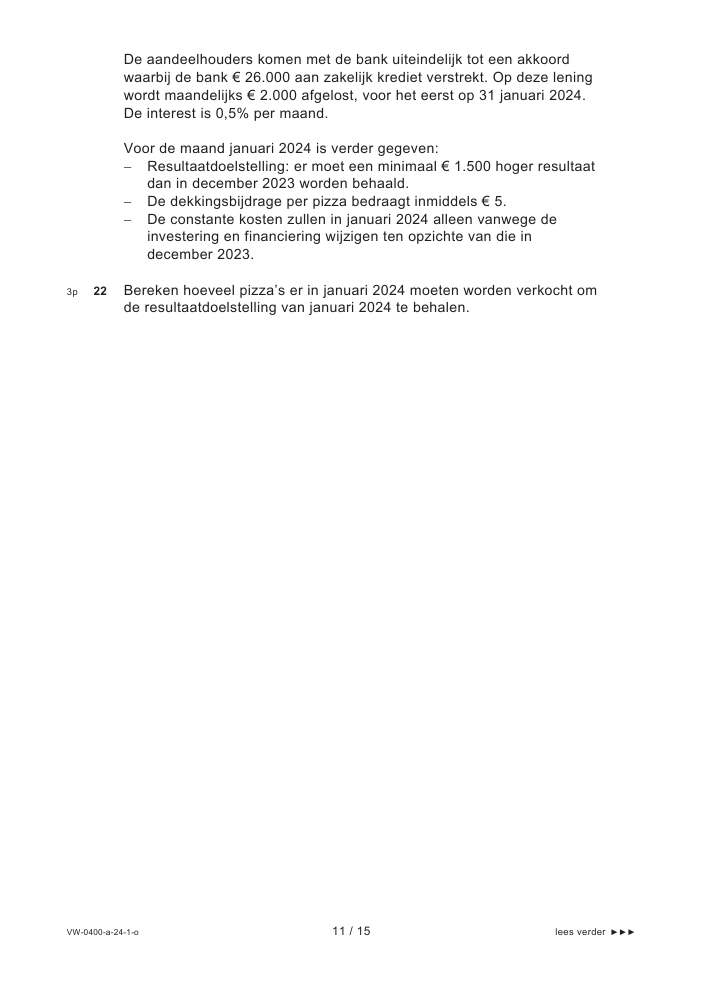 De aandeelhouders komen met de bank uiteindelijk tot een akkoord
waarbij de bank € 26.000 aan zakelijk krediet verstrekt. Op deze lening
wordt maandelijks € 2.000 afgelost, voor het eerst op 31 januari 2024.
De interest is 0,5% per maand.
Voor de maand januari 2024 is verder gegeven:
− Resultaatdoelstelling: er moet een minimaal € 1.500 hoger resultaat
dan in december 2023 worden behaald.
− De dekkingsbijdrage per pizza bedraagt inmiddels € 5.
− De constante kosten zullen in januari 2024 alleen vanwege de
investering en financiering wijzigen ten opzichte van die in
december 2023.
3p 22 Bereken hoeveel pizza’s er in januari 2024 moeten worden verkocht om
de resultaatdoelstelling van januari 2024 te behalen.
VW-0400-a-24-1-o 11 / 15 lees verder ►►►